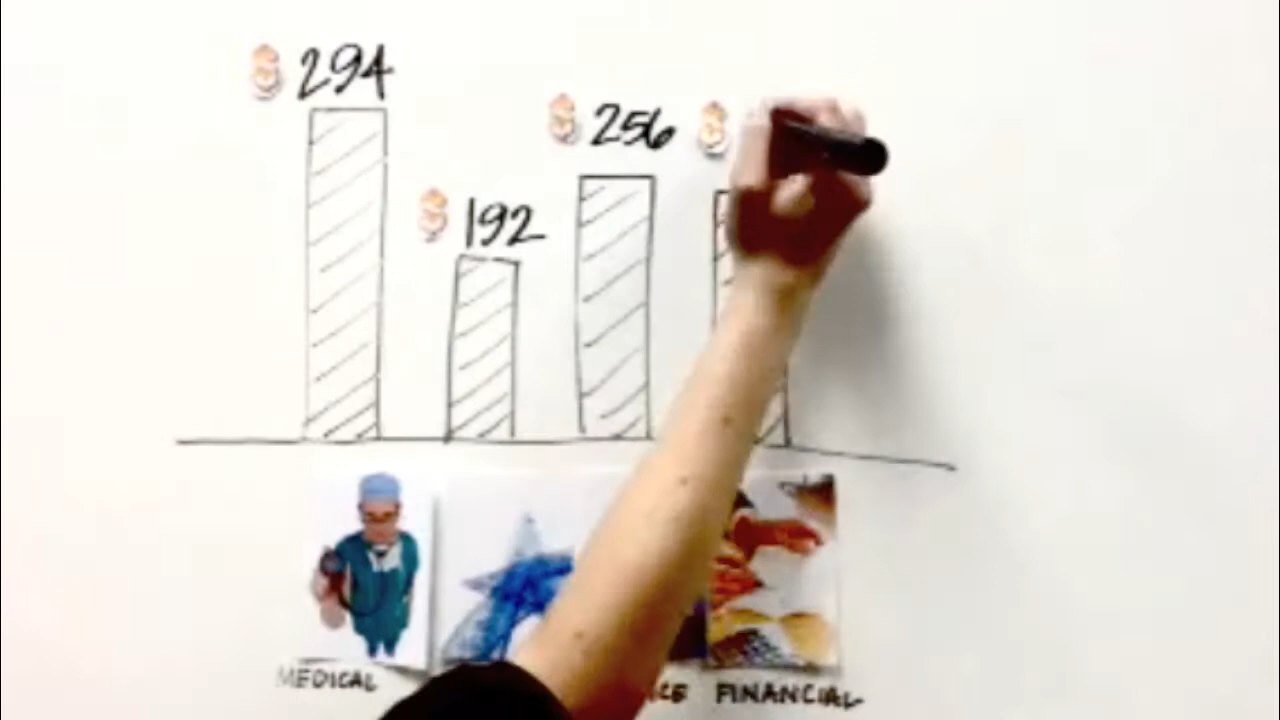 $ 294
$ 256 $
$ 192
MEDICAL
FINANCIAL